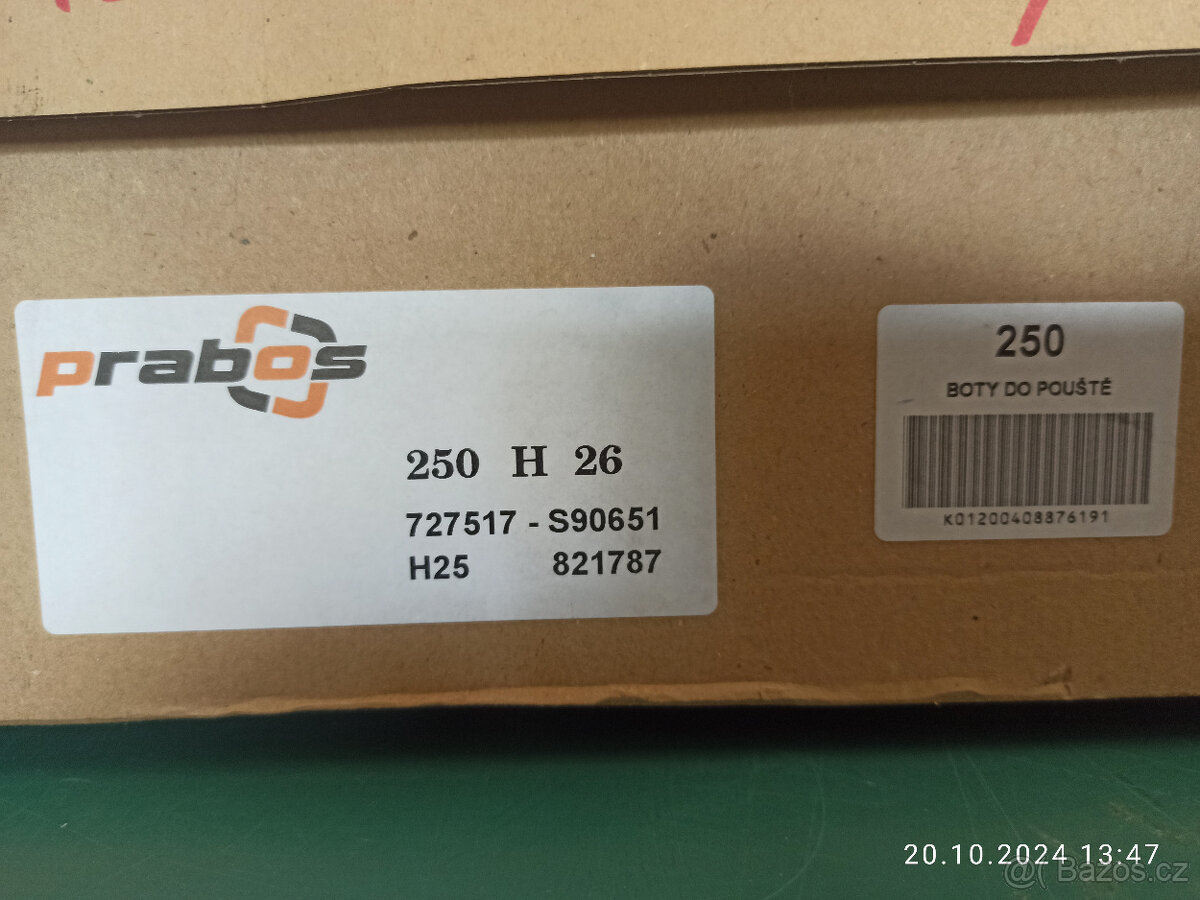 prabos
250 H 26
727517 - S90651
H25 821787
250
BOTY DO POUŠTĚ
K01200408876191
20.10.2024 13:47
@( Bazos.cz